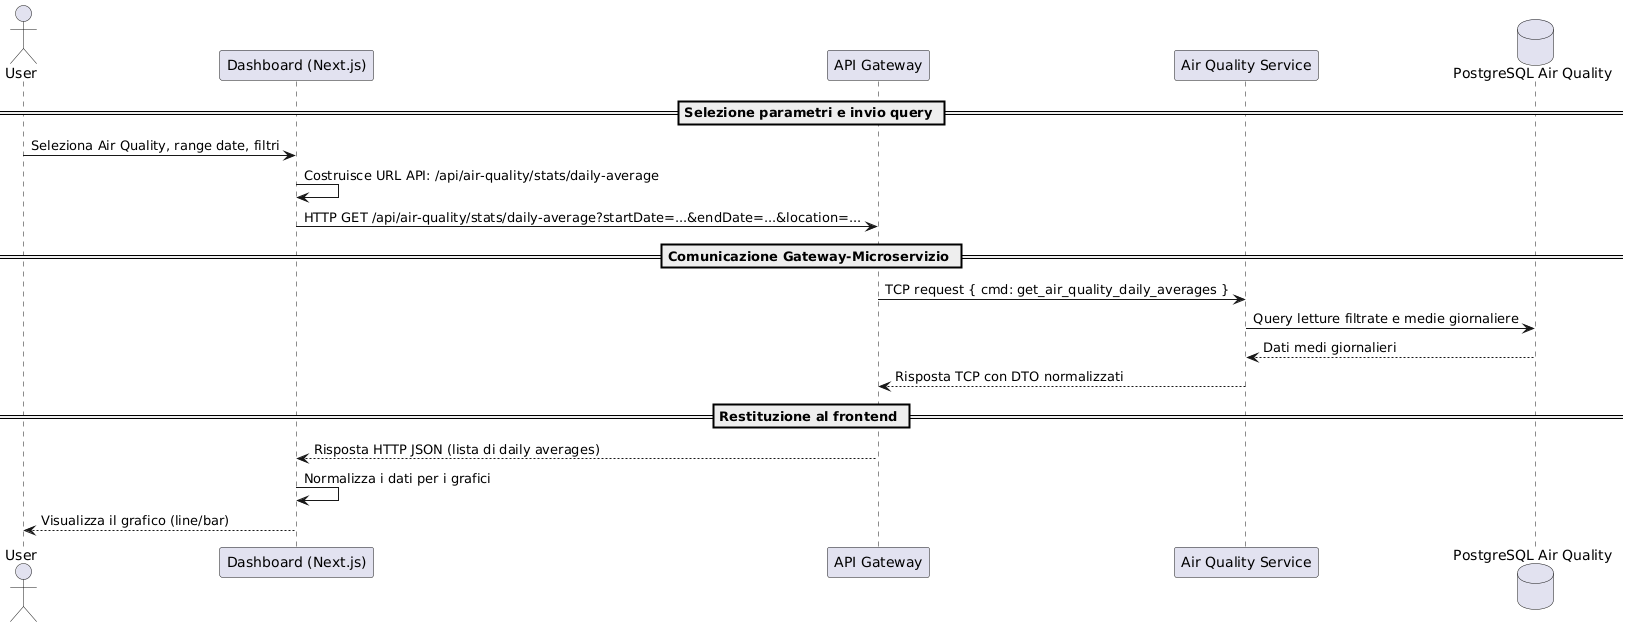 User
Dashboard (Next.js)
API Gateway
Air Quality Service
PostgreSQL Air Quality
Selezione parametri e invio query
Seleziona Air Quality, range date, filtri
Costruisce URL API: /api/air-quality/stats/daily-average
HTTP GET /api/air-quality/stats/daily-average?startDate=...&endDate=...&location=...
Comunicazione Gateway-Microservizio
TCP request { cmd: get_air_quality_daily_averages }
Query letture filtrate e medie giornaliere
Dati medi giornalieri
Risposta TCP con DTO normalizzati
Restituzione al frontend
Risposta HTTP JSON (lista di daily averages)
Normalizza i dati per i grafici
Visualizza il grafico (line/bar)
User
Dashboard (Next.js)
API Gateway
Air Quality Service
PostgreSQL Air Quality